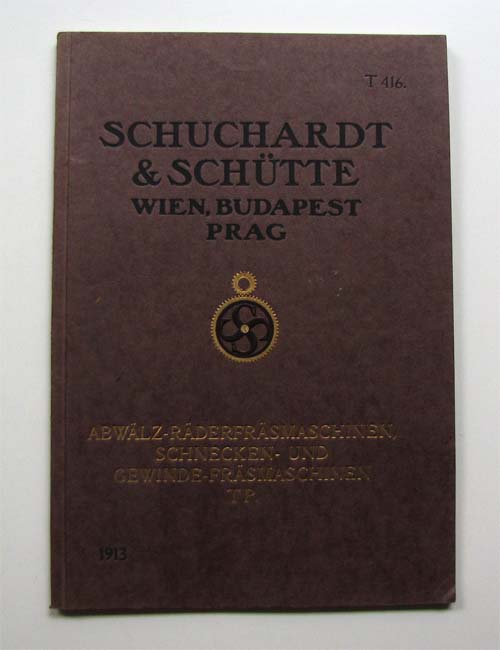 T 416.
SCHUCHARDT
& SCHÜTTE
WIEN, BUDAPEST
PRAG
ABWÄLZ-RÄDERFRÄSMASCHINEN,
SCHNECKEN- UND
GEWINDE-FRÄSMASCHINEN
T P.
1913